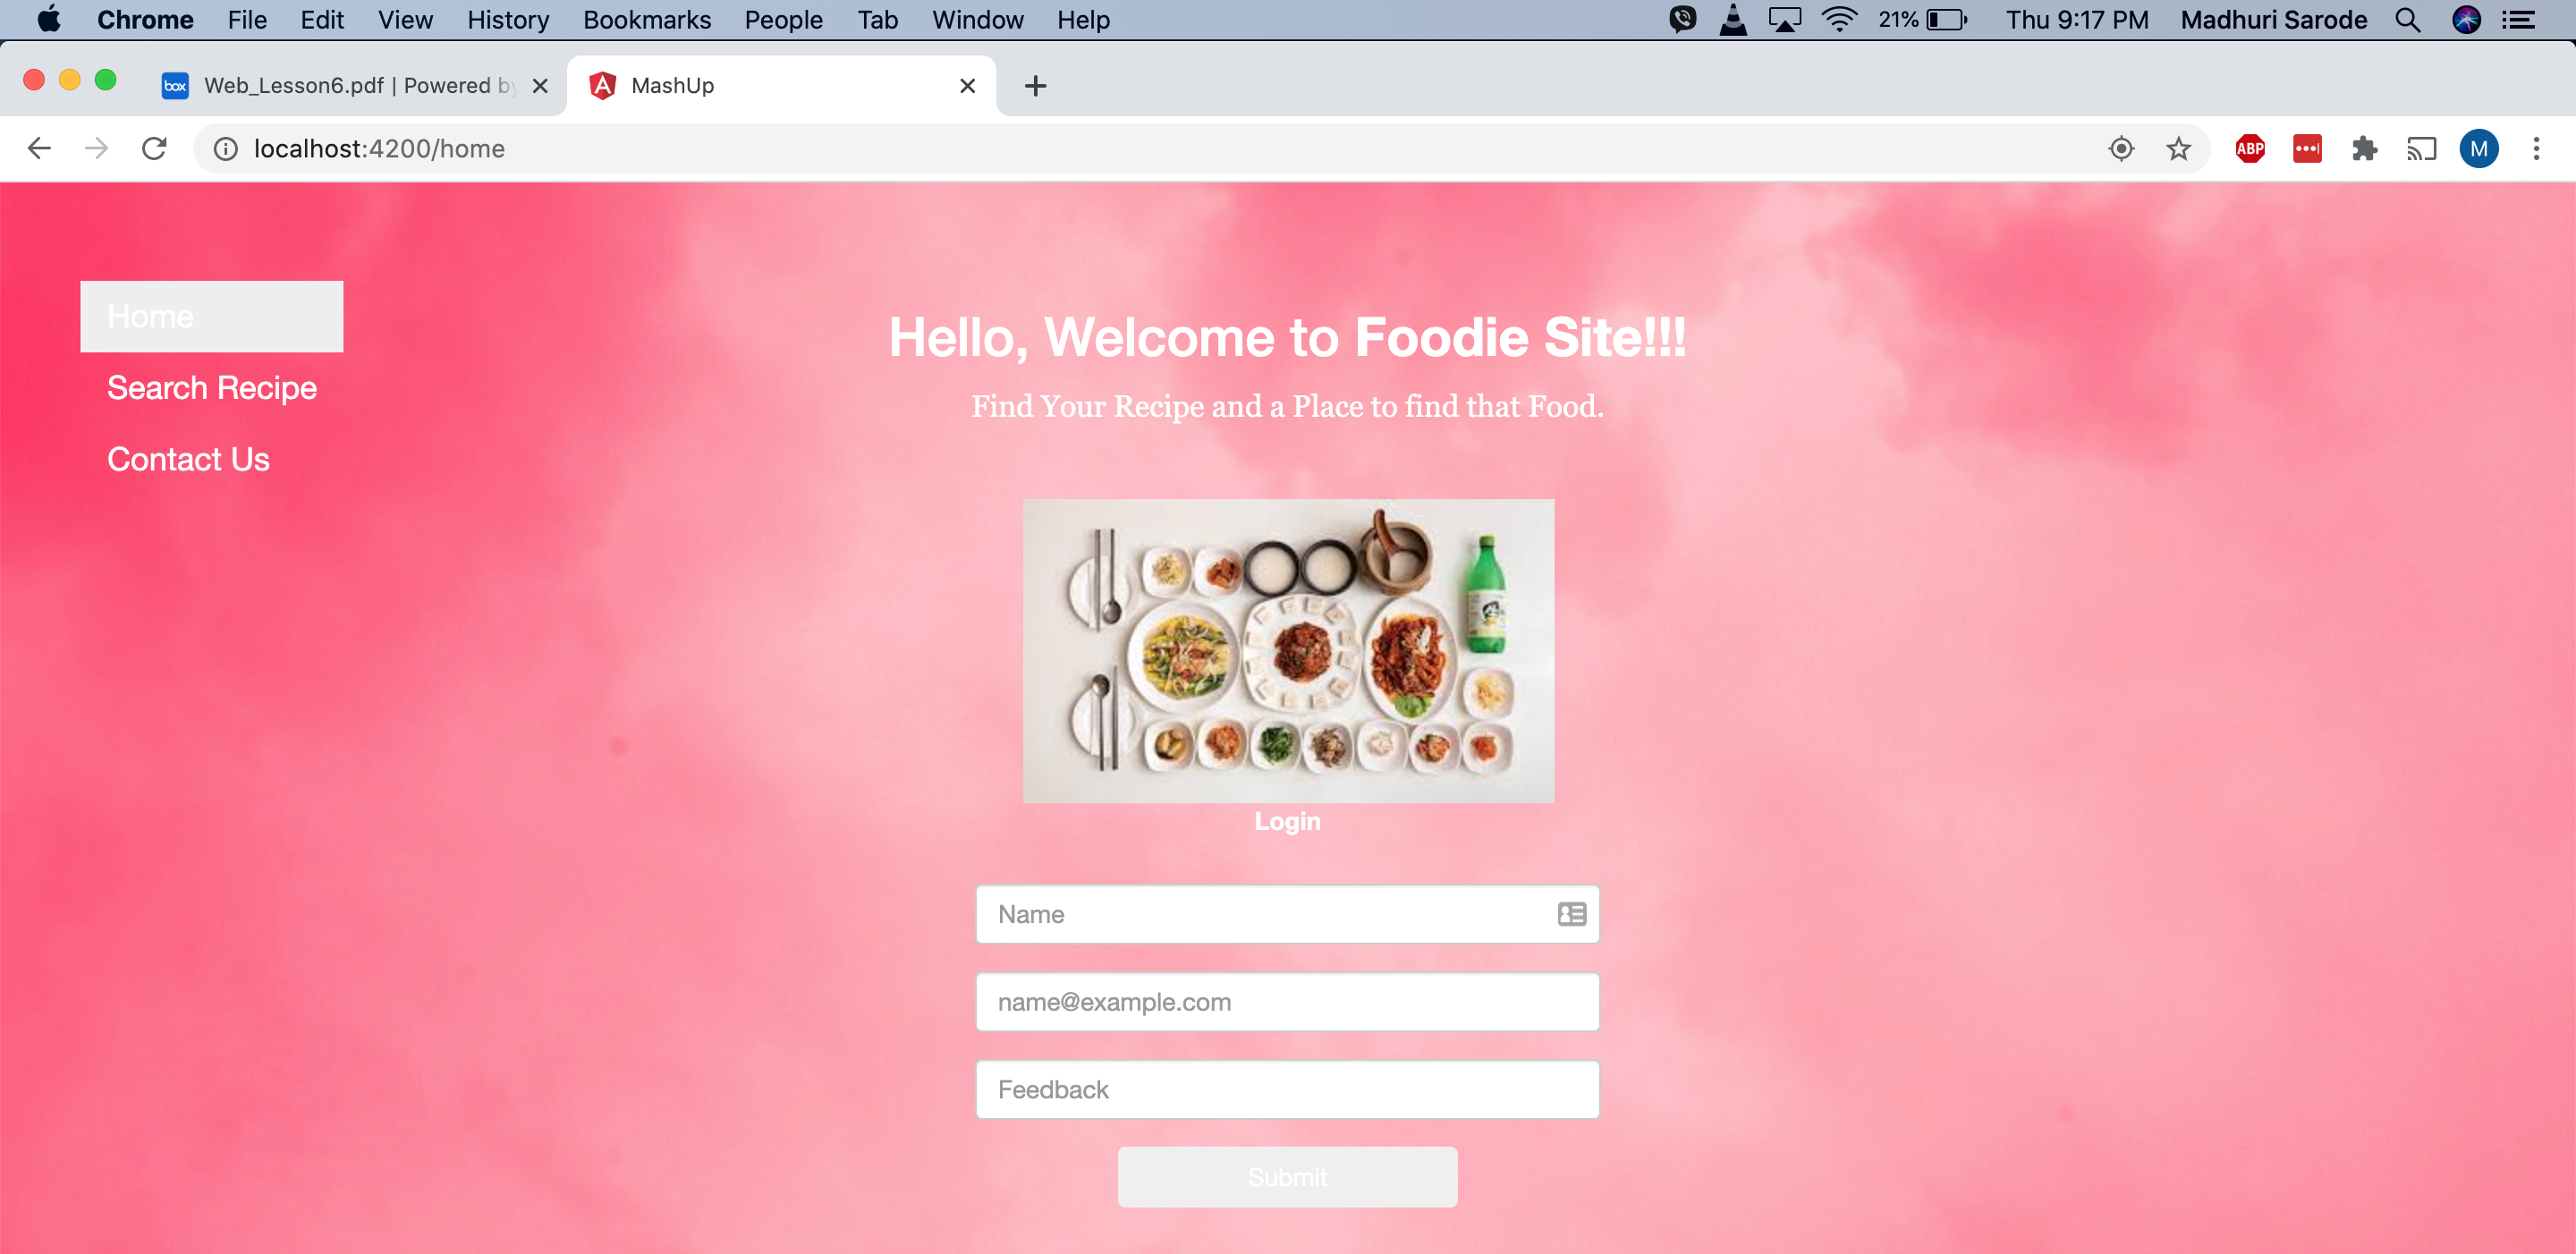 Chrome File Edit View History Bookmarks People Tab Window Help 21% Thu 9:17 PM Madhuri Sarode
box Web_Lesson6.pdf | Powered by MashUp
localhost:4200/home ABP M
Home
Search Recipe
Contact Us
Hello, Welcome to Foodie Site!!!
Find Your Recipe and a Place to find that Food.
Login
Name
name@example.com
Feedback
Submit